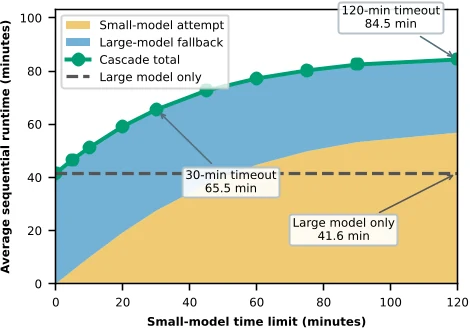 120-min timeout
84.5 min
Small-model attempt
Large-model fallback
Cascade total
Large model only
30-min timeout
65.5 min
Large model only
41.6 min
Average sequential runtime (minutes)
100
80
60
40
20
0
0
20
40
60
80
100
120
Small-model time limit (minutes)